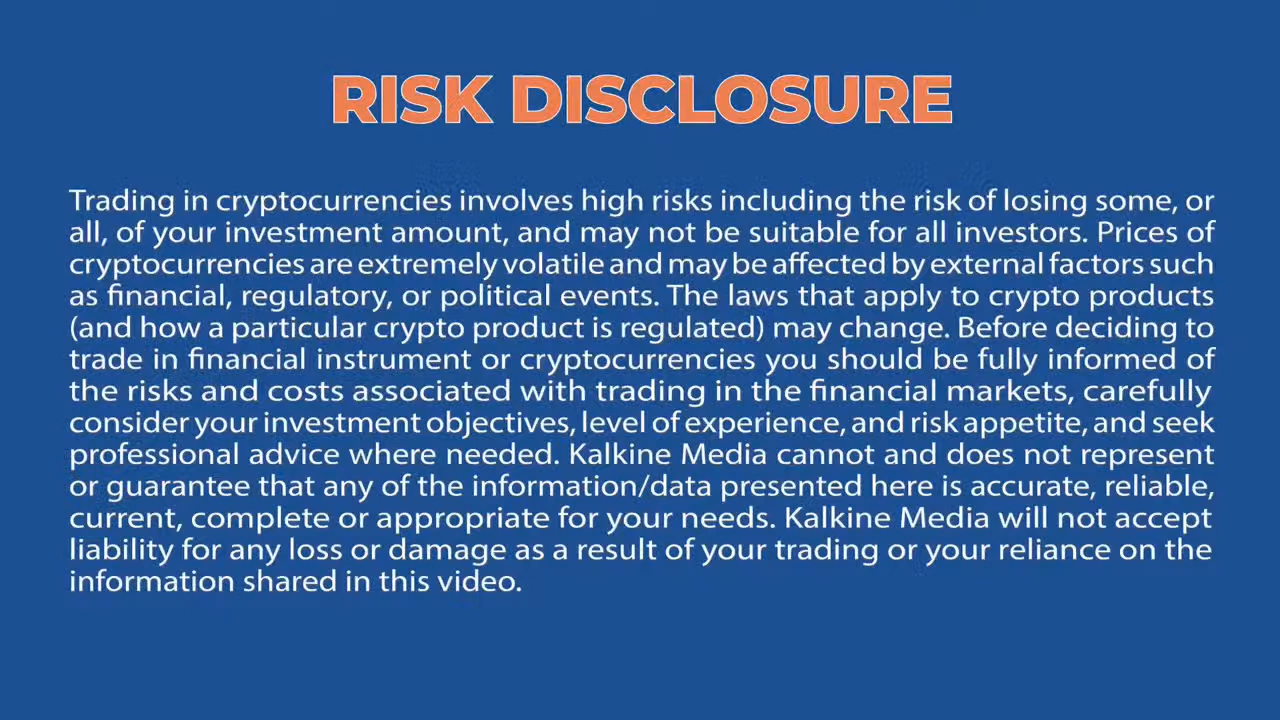 RISK DISCLOSURE
Trading in cryptocurrencies involves high risks including the risk of losing some, or
all, of your investment amount, and may not be suitable for all investors. Prices of
cryptocurrencies are extremely volatile and may be affected by external factors such
as financial, regulatory, or political events. The laws that apply to crypto products
(and how a particular crypto product is regulated) may change. Before deciding to
trade in financial instrument or cryptocurrencies you should be fully informed of
the risks and costs associated with trading in the financial markets, carefully
consider your investment objectives, level of experience, and risk appetite, and seek
professional advice where needed. Kalkine Media cannot and does not represent
or guarantee that any of the information/data presented here is accurate, reliable,
current, complete or appropriate for your needs. Kalkine Media will not accept
liability for any loss or damage as a result of your trading or your reliance on the
information shared in this video.